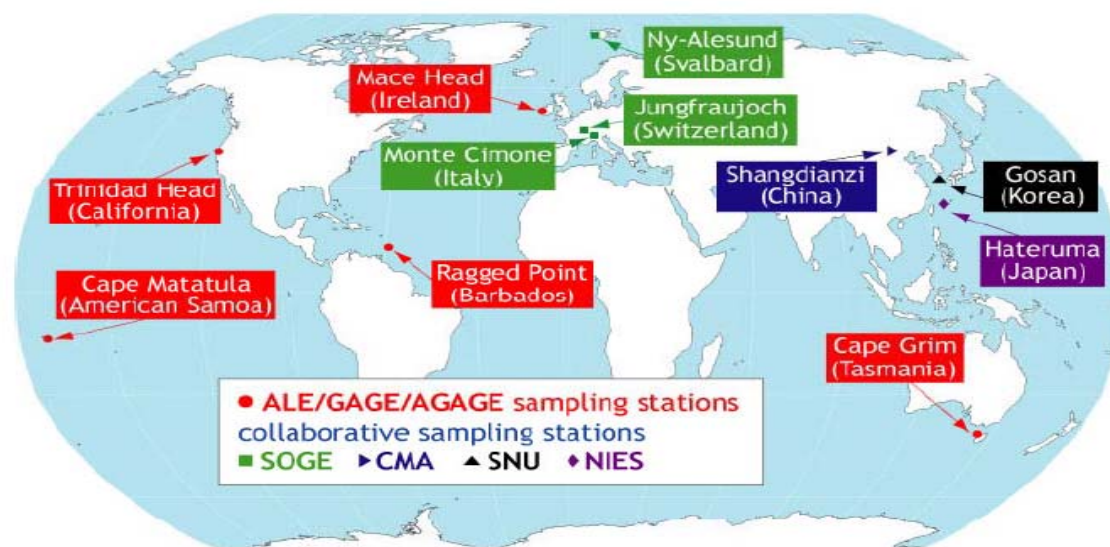 Ny-Alesund
(Svalbard)
Mace Head
(Ireland)
Jungfraujoch
(Switzerland)
Monte Cimone
(Italy)
Shangdianzi
(China)
Gosan
(Korea)
Trinidad Head
(California)
Hateruma
(Japan)
Ragged Point
(Barbados)
Cape Matatula
(American Samoa)
Cape Grim
(Tasmania)
ALE/GAGE/AGAGE sampling stations
collaborative sampling stations
SOGE CMA SNU NIES